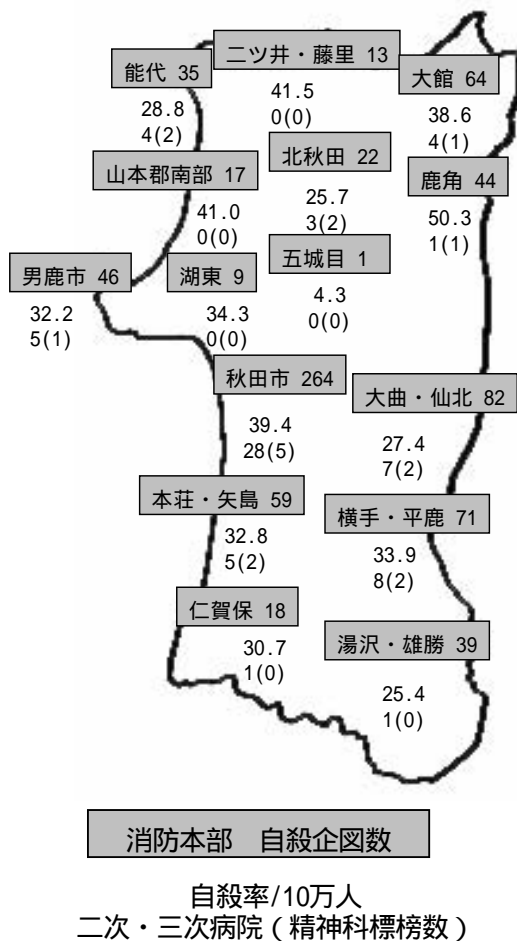 二ツ井・藤里 13
能代 35
大館 64
41.5
0(0)
28.8
4(2)
38.6
4(1)
北秋田 22
山本郡南部 17
鹿角 44
25.7
3(2)
41.0
0(0)
50.3
1(1)
五城目 1
男鹿市 46
湖東 9
4.3
0(0)
32.2
5(1)
34.3
0(0)
秋田市 264
大曲・仙北 82
39.4
28(5)
27.4
7(2)
本荘・矢島 59
横手・平鹿 71
32.8
5(2)
33.9
8(2)
仁賀保 18
湯沢・雄勝 39
30.7
1(0)
25.4
1(0)
消防本部 自殺企図数
自殺率/10万人
二次・三次病院(精神科標榜数)